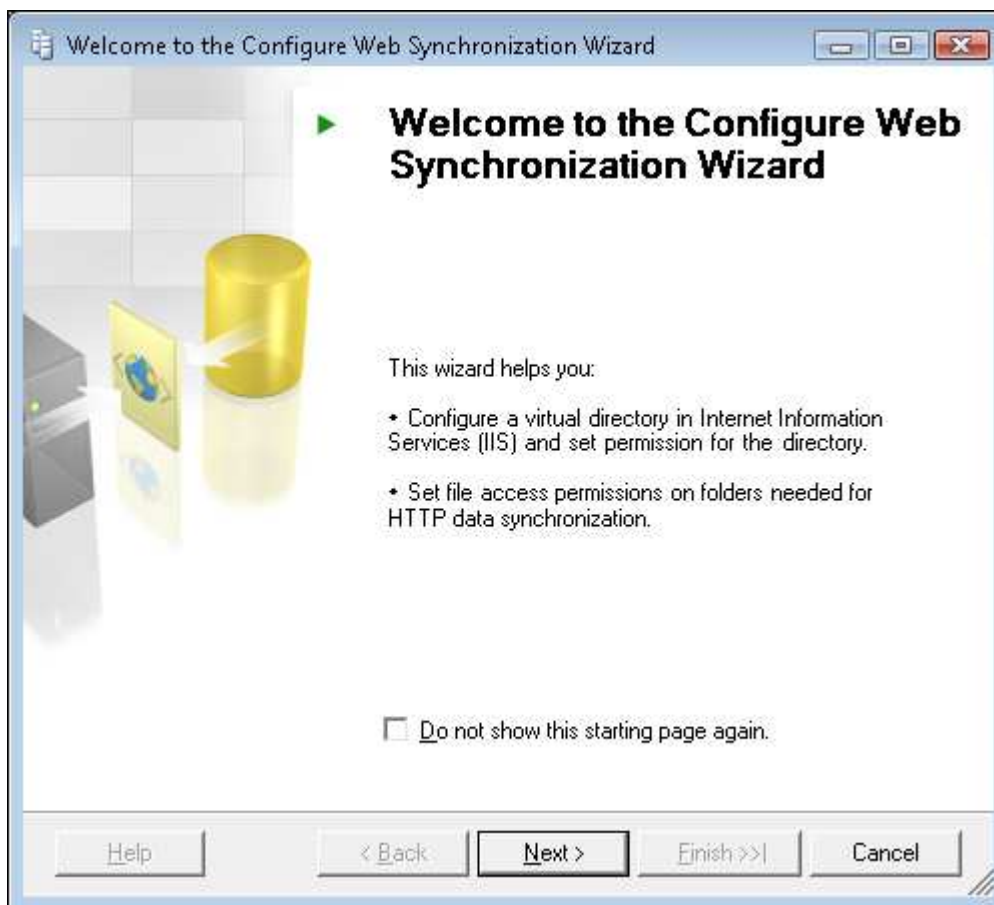 Welcome to the Configure Web Synchronization Wizard
Welcome to the Configure Web
Synchronization Wizard
This wizard helps you:
• Configure a virtual directory in Internet Information
Services (IIS) and set permission for the directory.
• Set file access permissions on folders needed for
HTTP data synchronization.
Do not show this starting page again.
Help
< Back
Next >
Finish >>|
Cancel